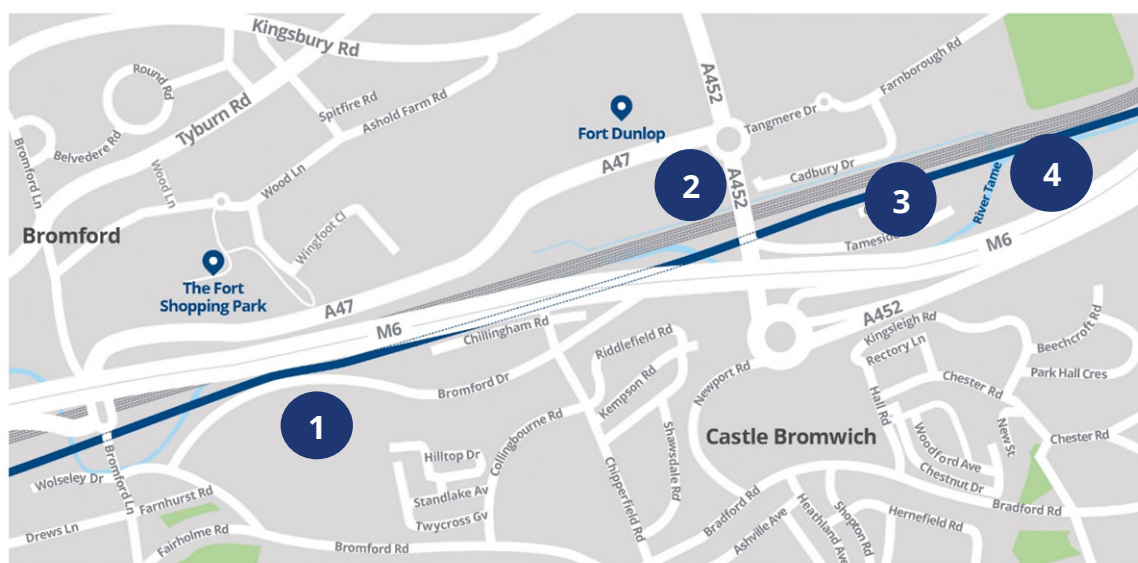 Kingsbury Rd
A452
Farnborough Rd
Round Rd
Spitfire Rd
Ashold Farm Rd
Tyburn Rd
Fort Dunlop
Tangmere Dr
Belvedere Rd
Bromford Ln
Wood Ln
Wood Ln
A47
Cadbury Dr
2
A452
3
4
River Tame
Wingfoot Cl
Bromford
Tameside
M6
The Fort
Shopping Park
A47
M6
A452
Chillingham Rd
Kingsleigh Rd
Riddlefield Rd
Rectory Ln
Beechcroft Rd
Bromford Dr
Kempson Rd
Newport Rd
Chester Rd
Park Hall Cres
Hall Rd
1
Collingbourne Rd
Shawsdale Rd
Castle Bromwich
Woodford Ave
New St
Chester Rd
Hilltop Dr
Bromford Ln
Wolseley Dr
Standlake Av
Chipperfield Rd
Chestnut Dr
Farnhurst Rd
Twycross Gv
Bradford Rd
Bradford Rd
Drews Ln
Fairholme Rd
Bromford Rd
Ashville Ave
Heathland Ave
Shopton Rd
Hernefield Rd